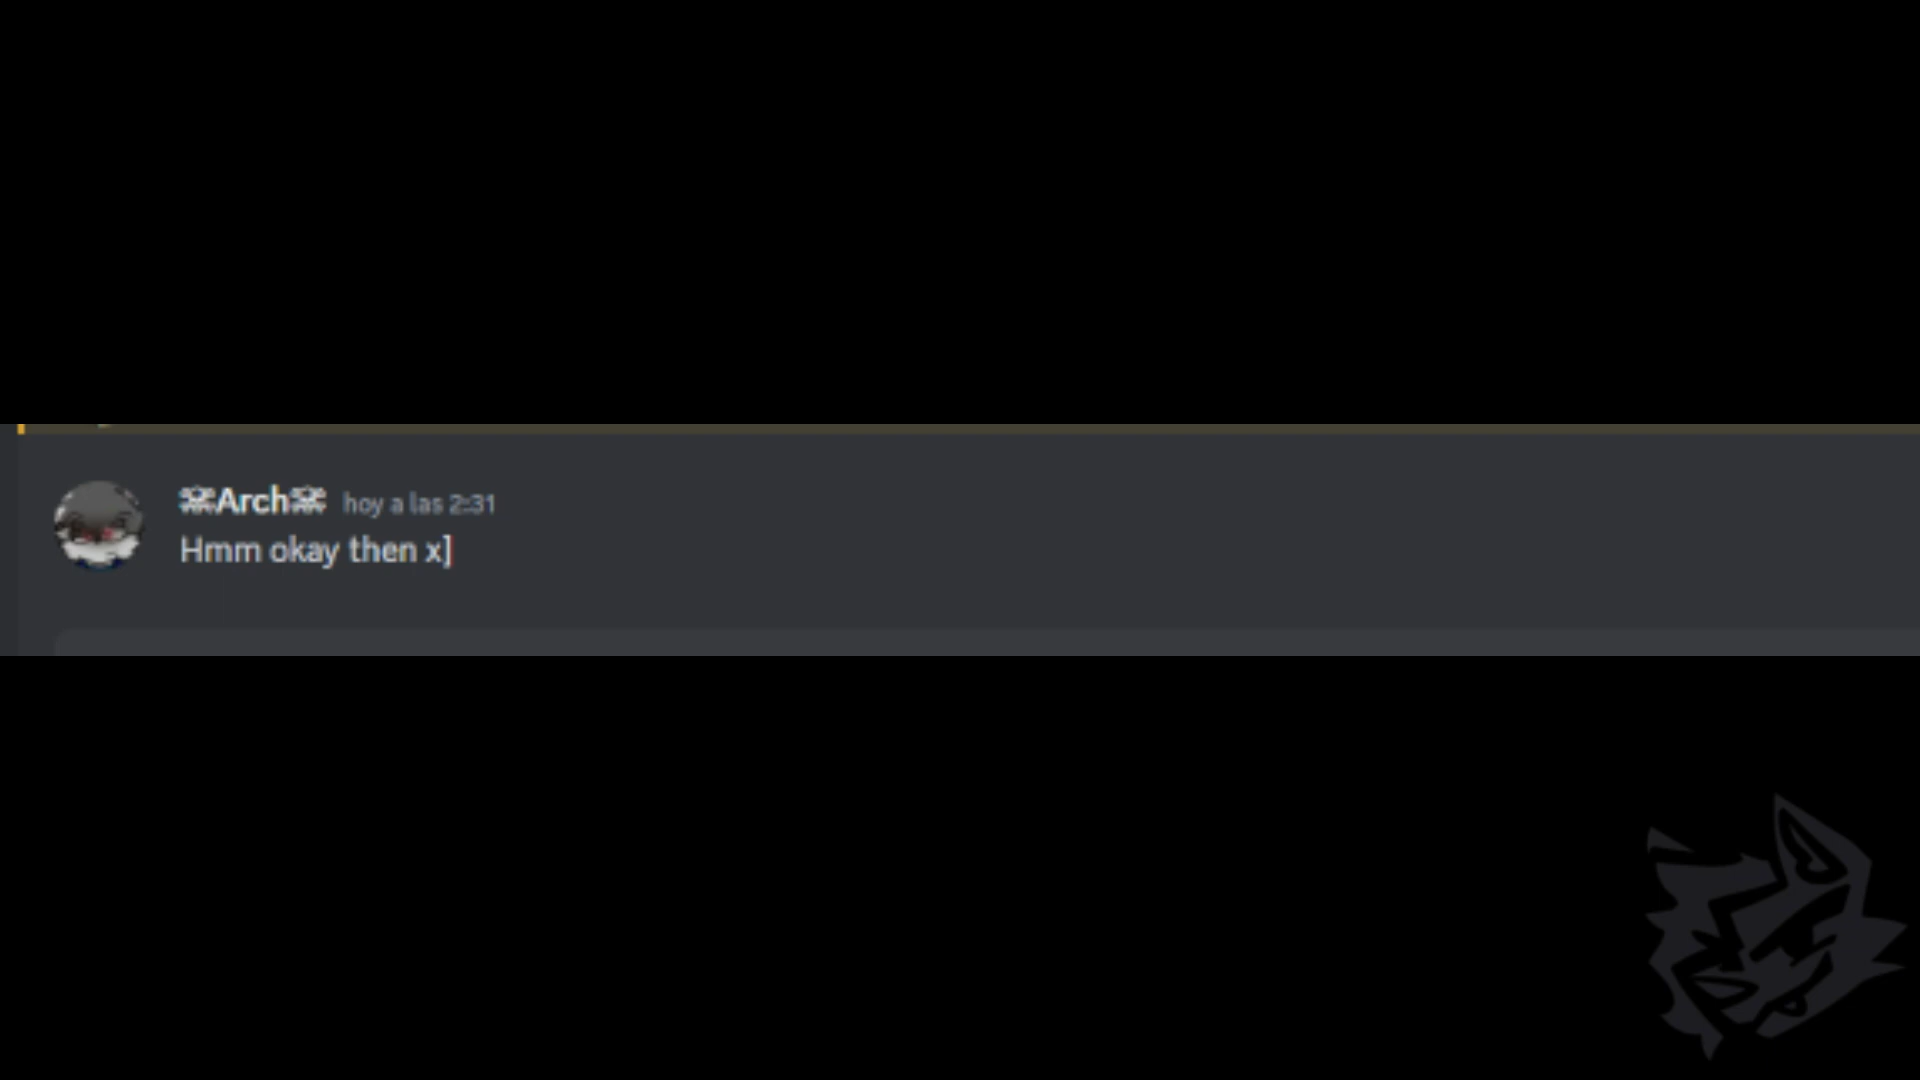 ☠Arch☠ hoy a las 2:31
Hmm okay then x]